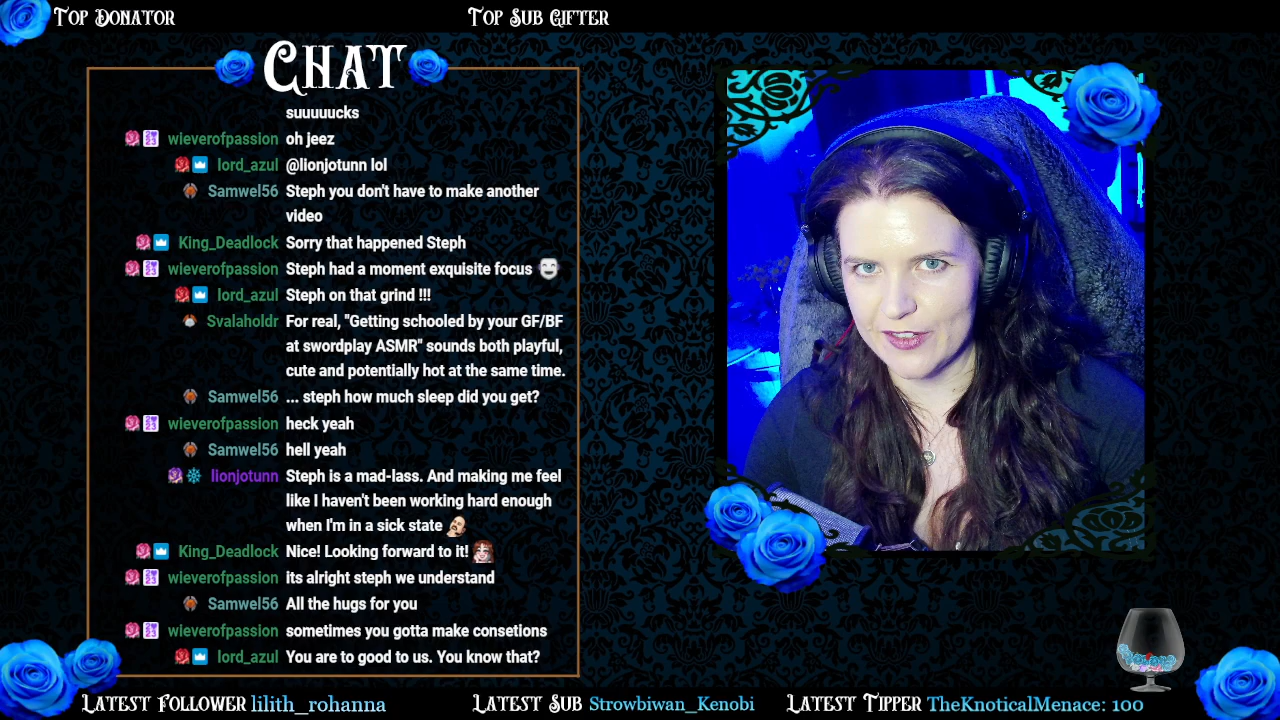 Top Donator
Top Sub Gifter
Chat
suuuuucks
wieverofpassion oh jeez
lord_azul @lionjotunn lol
Samwel56 Steph you don't have to make another
video
King_Deadlock Sorry that happened Steph
wieverofpassion Steph had a moment exquisite focus
lord_azul Steph on that grind !!!
Svalaholdr For real, "Getting schooled by your GF/BF
at swordplay ASMR" sounds both playful,
cute and potentially hot at the same time.
Samwel56 ... steph how much sleep did you get?
wieverofpassion heck yeah
Samwel56 hell yeah
lionjotunn Steph is a mad-lass. And making me feel
like I haven't been working hard enough
when I'm in a sick state
King_Deadlock Nice! Looking forward to it!
wieverofpassion its alright steph we understand
Samwel56 All the hugs for you
wieverofpassion sometimes you gotta make consetions
lord_azul You are to good to us. You know that?
Latest Follower lilith_rohanna
Latest Sub Strowbiwan_Kenobi
Latest Tipper TheKnoticalMenace: 100